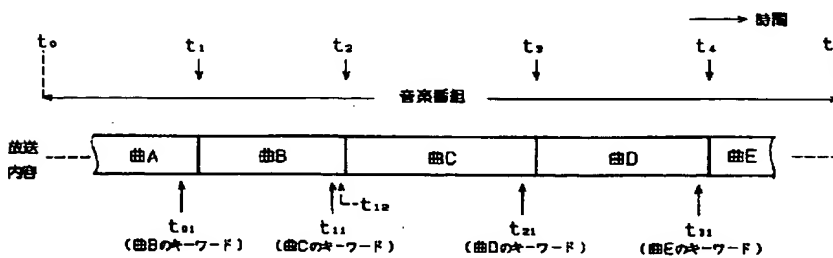 時間
t₀ t₁ t₂ t₃ t₄ t
音楽番組
放送
内容
曲A 曲B 曲C 曲D 曲E
t₁₂
t₀₁ t₁₁ t₂₁ t₃₁
(曲Bのキーワード) (曲Cのキーワード) (曲Dのキーワード) (曲Eのキーワード)